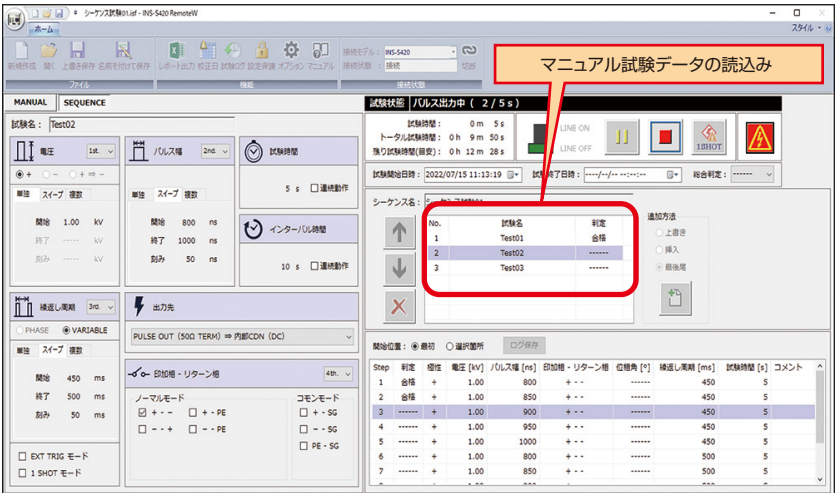 シーケンス試験01.isf - INS-S420 RemoteW
ホーム
スタイル
新規作成 開く 上書き保存 名前を付けて保存
ファイル
レポート出力 校正日 試験ログ 設定保護 オプション マニュアル
機能
接続モデル: INS-S420
接続状態 : 接続
切断
接続状態
マニュアル試験データの読込み
MANUAL SEQUENCE
試験名: Test02
電圧 1st.
+ - + ⇒ -
単独 スイープ 複数
開始 1.00 kV
終了 ----- kV
刻み ----- kV
パルス幅 2nd.
単独 スイープ 複数
開始 800 ns
終了 1000 ns
刻み 50 ns
試験時間
5 s 連続動作
インターバル時間
10 s 連続動作
繰返し周期 3rd.
PHASE VARIABLE
単独 スイープ 複数
開始 450 ms
終了 500 ms
刻み 50 ms
EXT TRIG モード
1 SHOT モード
出力先
PULSE OUT (50Ω TERM) ⇒ 内部CDN (DC)
印加相 - リターン相 4th.
ノーマルモード コモンモード
+ - - + - PE + - SG
- - + - - PE - - SG
PE - SG
試験状態 パルス出力中 ( 2 / 5 s )
試験時間: 0 m 5 s
トータル試験時間: 0 h 9 m 50 s
残り試験時間(目安): 0 h 12 m 28 s
LINE ON
LINE OFF
1SHOT
試験開始日時: 2022/07/15 11:13:19 試験終了日時: ----/--/-- --:--:-- 総合判定: ------
シーケンス名: シーケンス試験01
No. 試験名 判定
1 Test01 合格
2 Test02 ------
3 Test03 ------
追加方法
上書き
挿入
最後尾
開始位置: 最初 選択箇所 ログ保存
Step 判定 極性 電圧 [kV] パルス幅 [ns] 印加相 - リターン相 位相角 [°] 繰返し周期 [ms] 試験時間 [s] コメント
1 合格 + 1.00 800 + - - ------ 450 5
2 合格 + 1.00 850 + - - ------ 450 5
3 ------ + 1.00 900 + - - ------ 450 5
4 ------ + 1.00 950 + - - ------ 450 5
5 ------ + 1.00 1000 + - - ------ 450 5
6 ------ + 1.00 800 + - - ------ 500 5
7 ------ + 1.00 850 + - - ------ 500 5